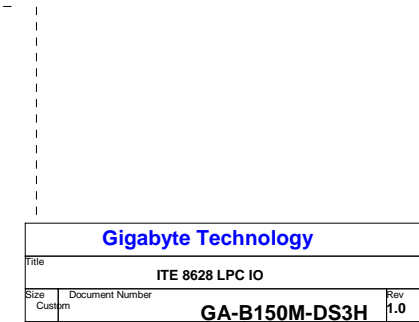 Gigabyte Technology
Title
ITE 8628 LPC IO
Size Document Number Rev
Custom GA-B150M-DS3H 1.0